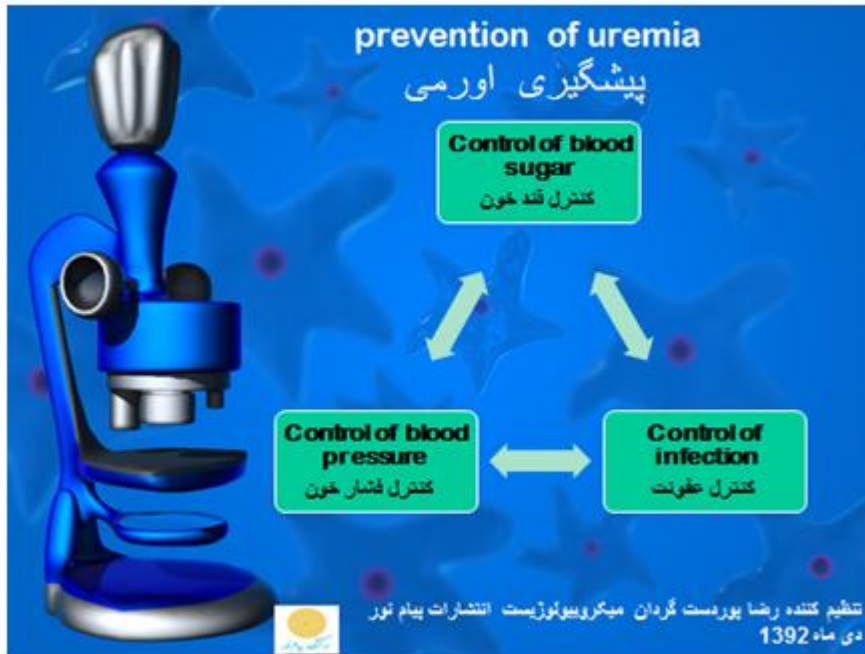 prevention of uremia
پیشگیری اورمی
Control of blood
sugar
کنترل قند خون
Control of blood
pressure
کنترل فشار خون
Control of
infection
کنترل عفونت
تنظیم کننده رضا پوردست گردان میکروبیولوژیست انتشارات پیام نور
دی ماه 1392